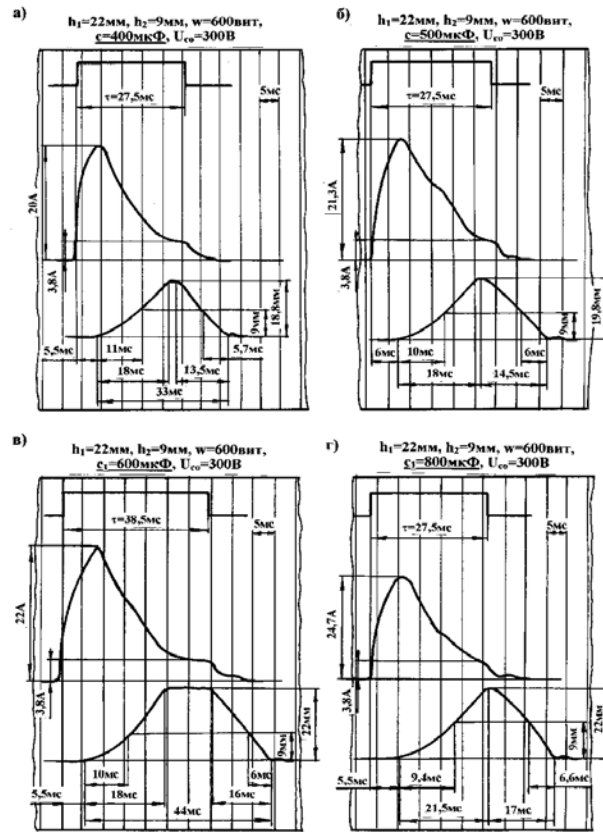 а)
h₁=22мм, h₂=9мм, w=600вит,
c=400мкФ, Uco=300В
τ=27,5мс
5мс
20А
3,8А
18,8мм
9мм
5,5мс
11мс
5,7мс
18мс
13,5мс
33мс
б)
h₁=22мм, h₂=9мм, w=600вит,
c=500мкФ, Uco=300В
τ=27,5мс
5мс
21,3А
3,8А
19,8мм
9мм
6мс
10мс
6мс
18мс
14,5мс
в)
h₁=22мм, h₂=9мм, w=600вит,
c₁=600мкФ, Uco=300В
τ=38,5мс
5мс
22А
3,8А
22мм
9мм
10мс
6мс
5,5мс
18мс
16мс
44мс
г)
h₁=22мм, h₂=9мм, w=600вит,
c₁=800мкФ, Uco=300В
τ=27,5мс
5мс
24,7А
3,8А
22мм
9мм
5,5мс
9,4мс
6,6мс
21,5мс
17мс